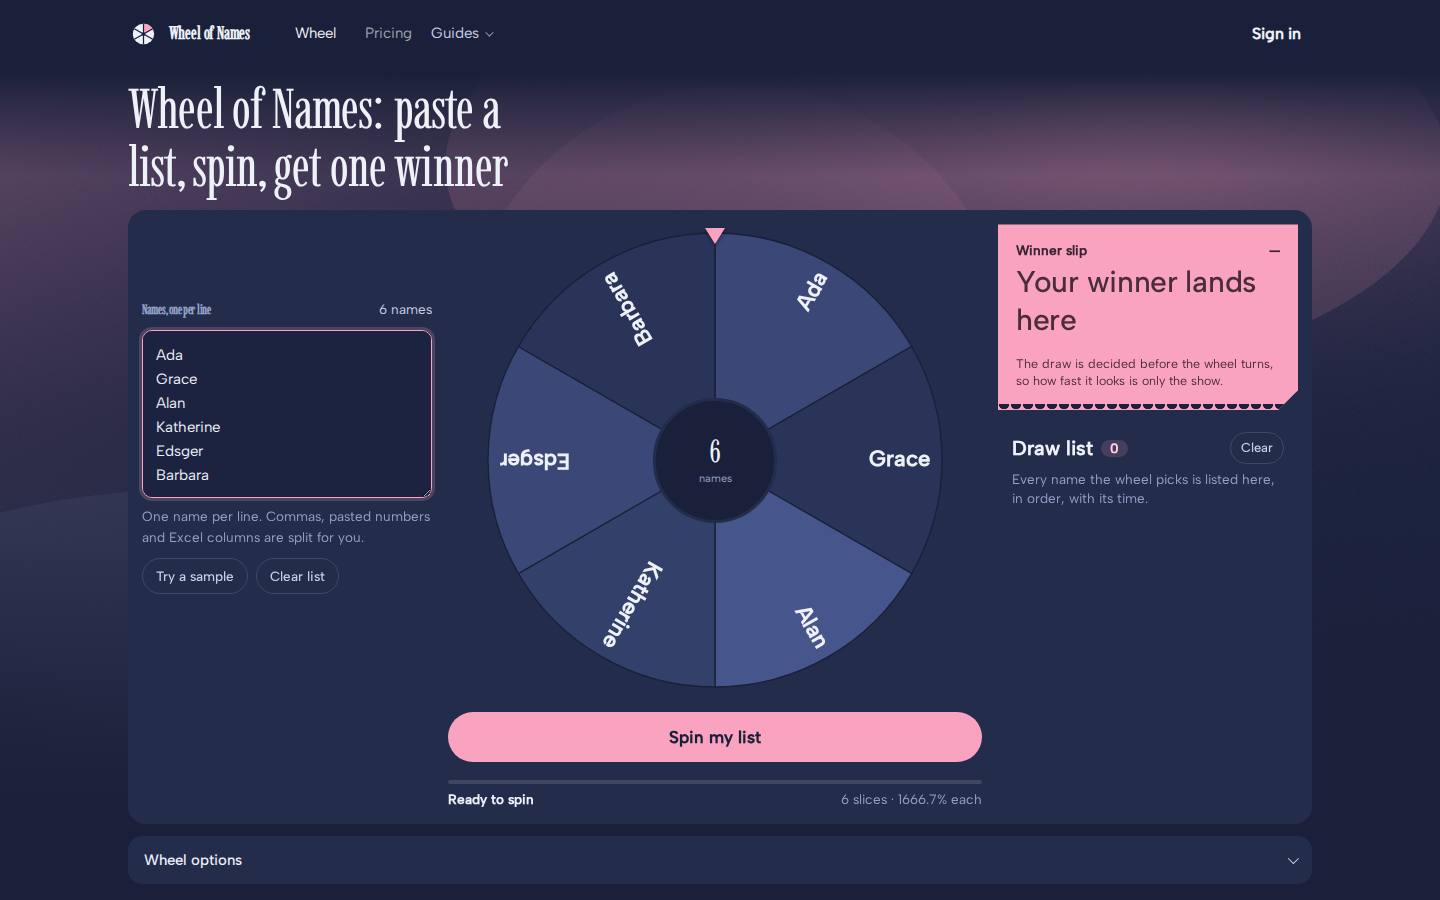 Wheel of Names
Wheel
Pricing
Guides
Sign in
Wheel of Names: paste a
list, spin, get one winner
Names, one per line
6 names
Ada
Grace
Alan
Katherine
Edsger
Barbara
One name per line. Commas, pasted numbers
and Excel columns are split for you.
Try a sample
Clear list
Barbara
Ada
Edsger
6
names
Grace
Katherine
Alan
Spin my list
Ready to spin
6 slices · 1666.7% each
Winner slip
Your winner lands
here
The draw is decided before the wheel turns,
so how fast it looks is only the show.
Draw list 0
Clear
Every name the wheel picks is listed here,
in order, with its time.
Wheel options